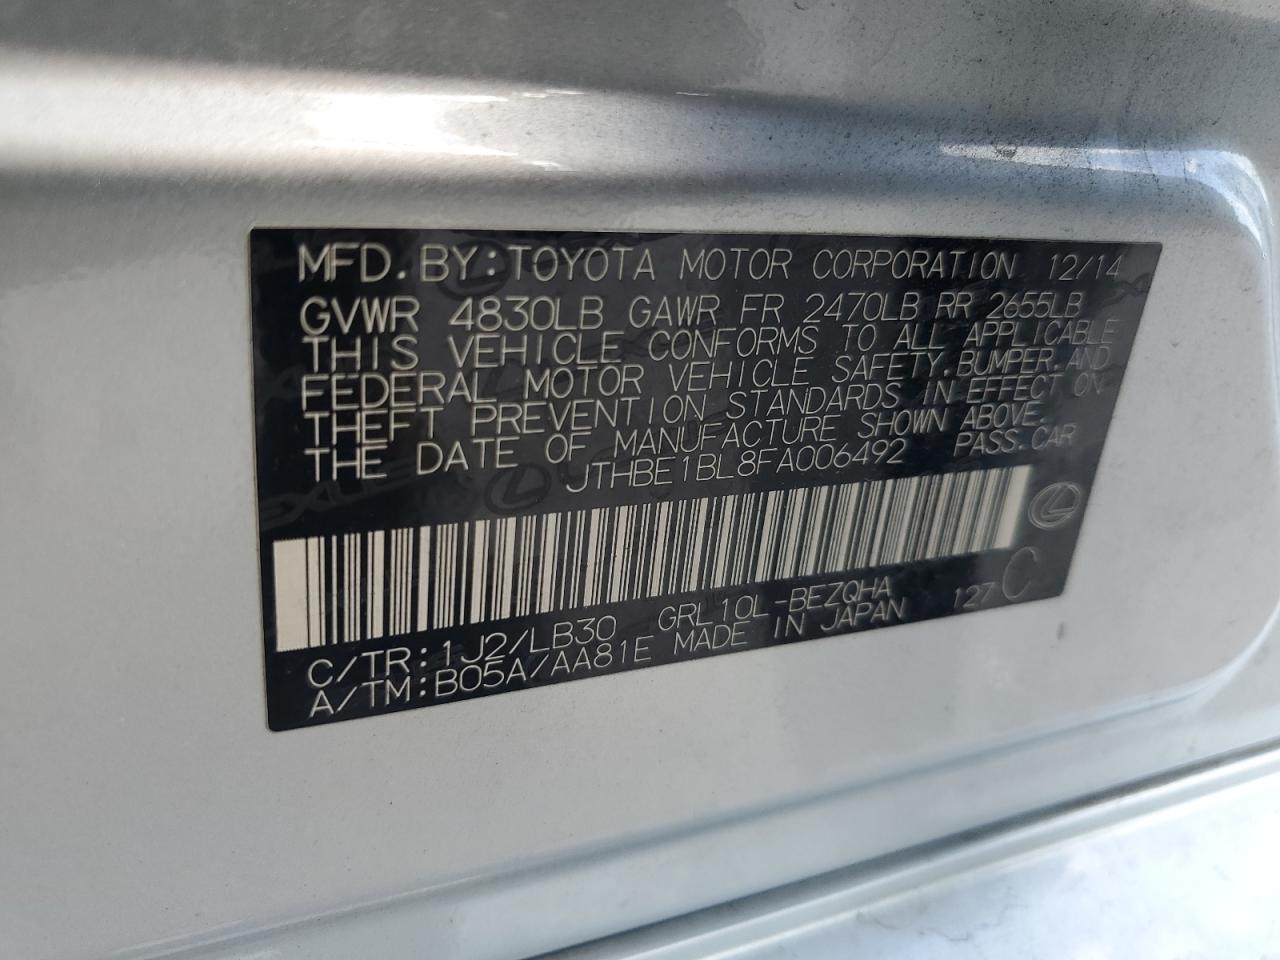 MFD. BY: TOYOTA MOTOR CORPORATION 12/14
GVWR 4830LB GAWR FR 2470LB RR 2655LB
THIS VEHICLE CONFORMS TO ALL APPLICABLE
FEDERAL MOTOR VEHICLE SAFETY, BUMPER, AND
THEFT PREVENTION STANDARDS IN EFFECT ON
THE DATE OF MANUFACTURE SHOWN ABOVE.
JTHBE1BL8FA006492 PASS. CAR
C/TR: 1J2/LB30 GRL10L-BEZQHA 127 C
A/TM: B05A/AA81E MADE IN JAPAN